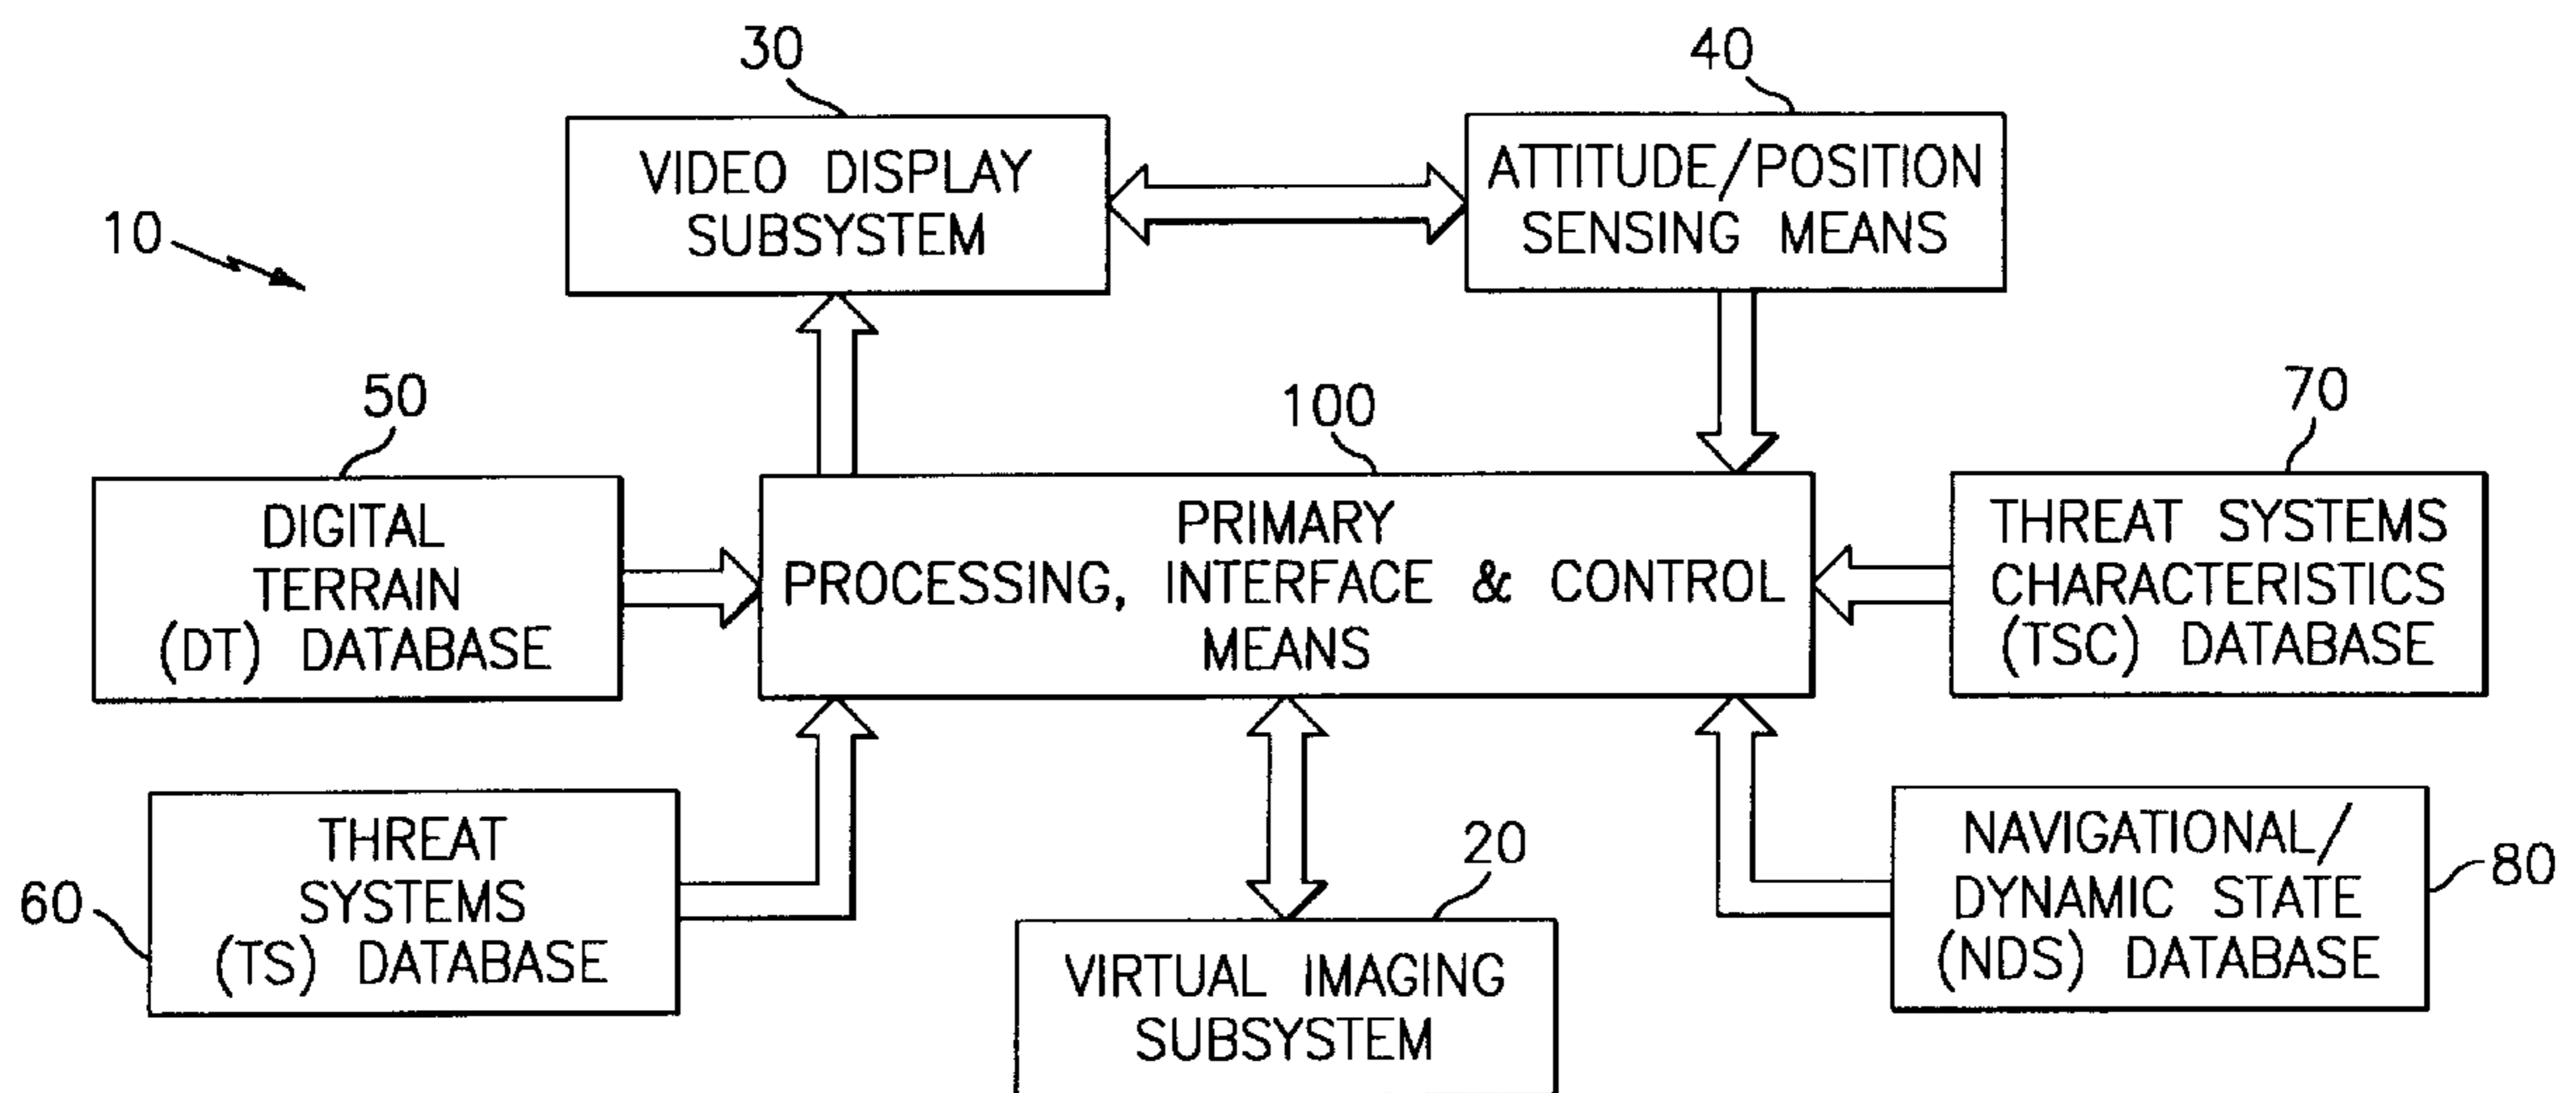 30
40
VIDEO DISPLAY
SUBSYSTEM
ATTITUDE/POSITION
SENSING MEANS
10
50
100
70
DIGITAL
TERRAIN
(DT) DATABASE
PRIMARY
PROCESSING, INTERFACE & CONTROL
MEANS
THREAT SYSTEMS
CHARACTERISTICS
(TSC) DATABASE
60
THREAT
SYSTEMS
(TS) DATABASE
20
VIRTUAL IMAGING
SUBSYSTEM
NAVIGATIONAL/
DYNAMIC STATE
(NDS) DATABASE
80